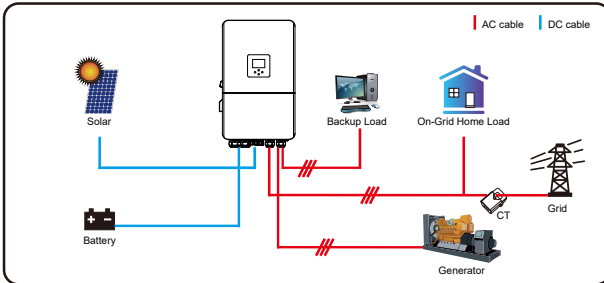 AC cable
DC cable
Solar
Backup Load
On-Grid Home Load
Battery
CT
Grid
Generator